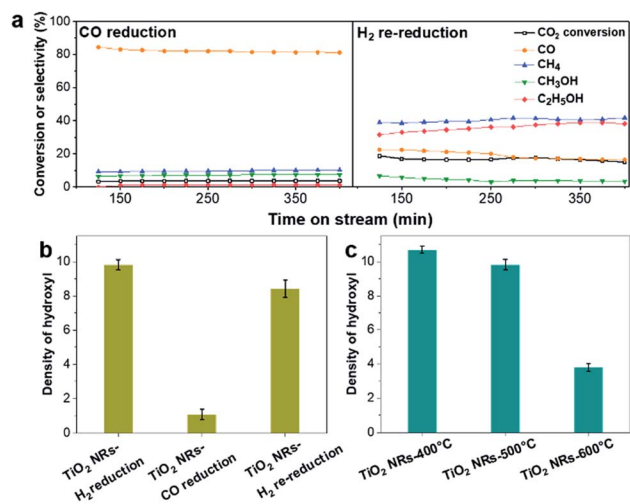 a
CO reduction
H2 re-reduction
CO2 conversion
CO
CH4
CH3OH
C2H5OH
Conversion or selectivity (%)
100
80
60
40
20
0
150
250
350
150
250
350
Time on stream (min)
b
Density of hydroxyl
10
8
6
4
2
0
TiO2 NRs-
H2 reduction
TiO2 NRs-
CO reduction
TiO2 NRs-
H2 re-reduction
c
Density of hydroxyl
10
8
6
4
2
0
TiO2 NRs-400°C
TiO2 NRs-500°C
TiO2 NRs-600°C